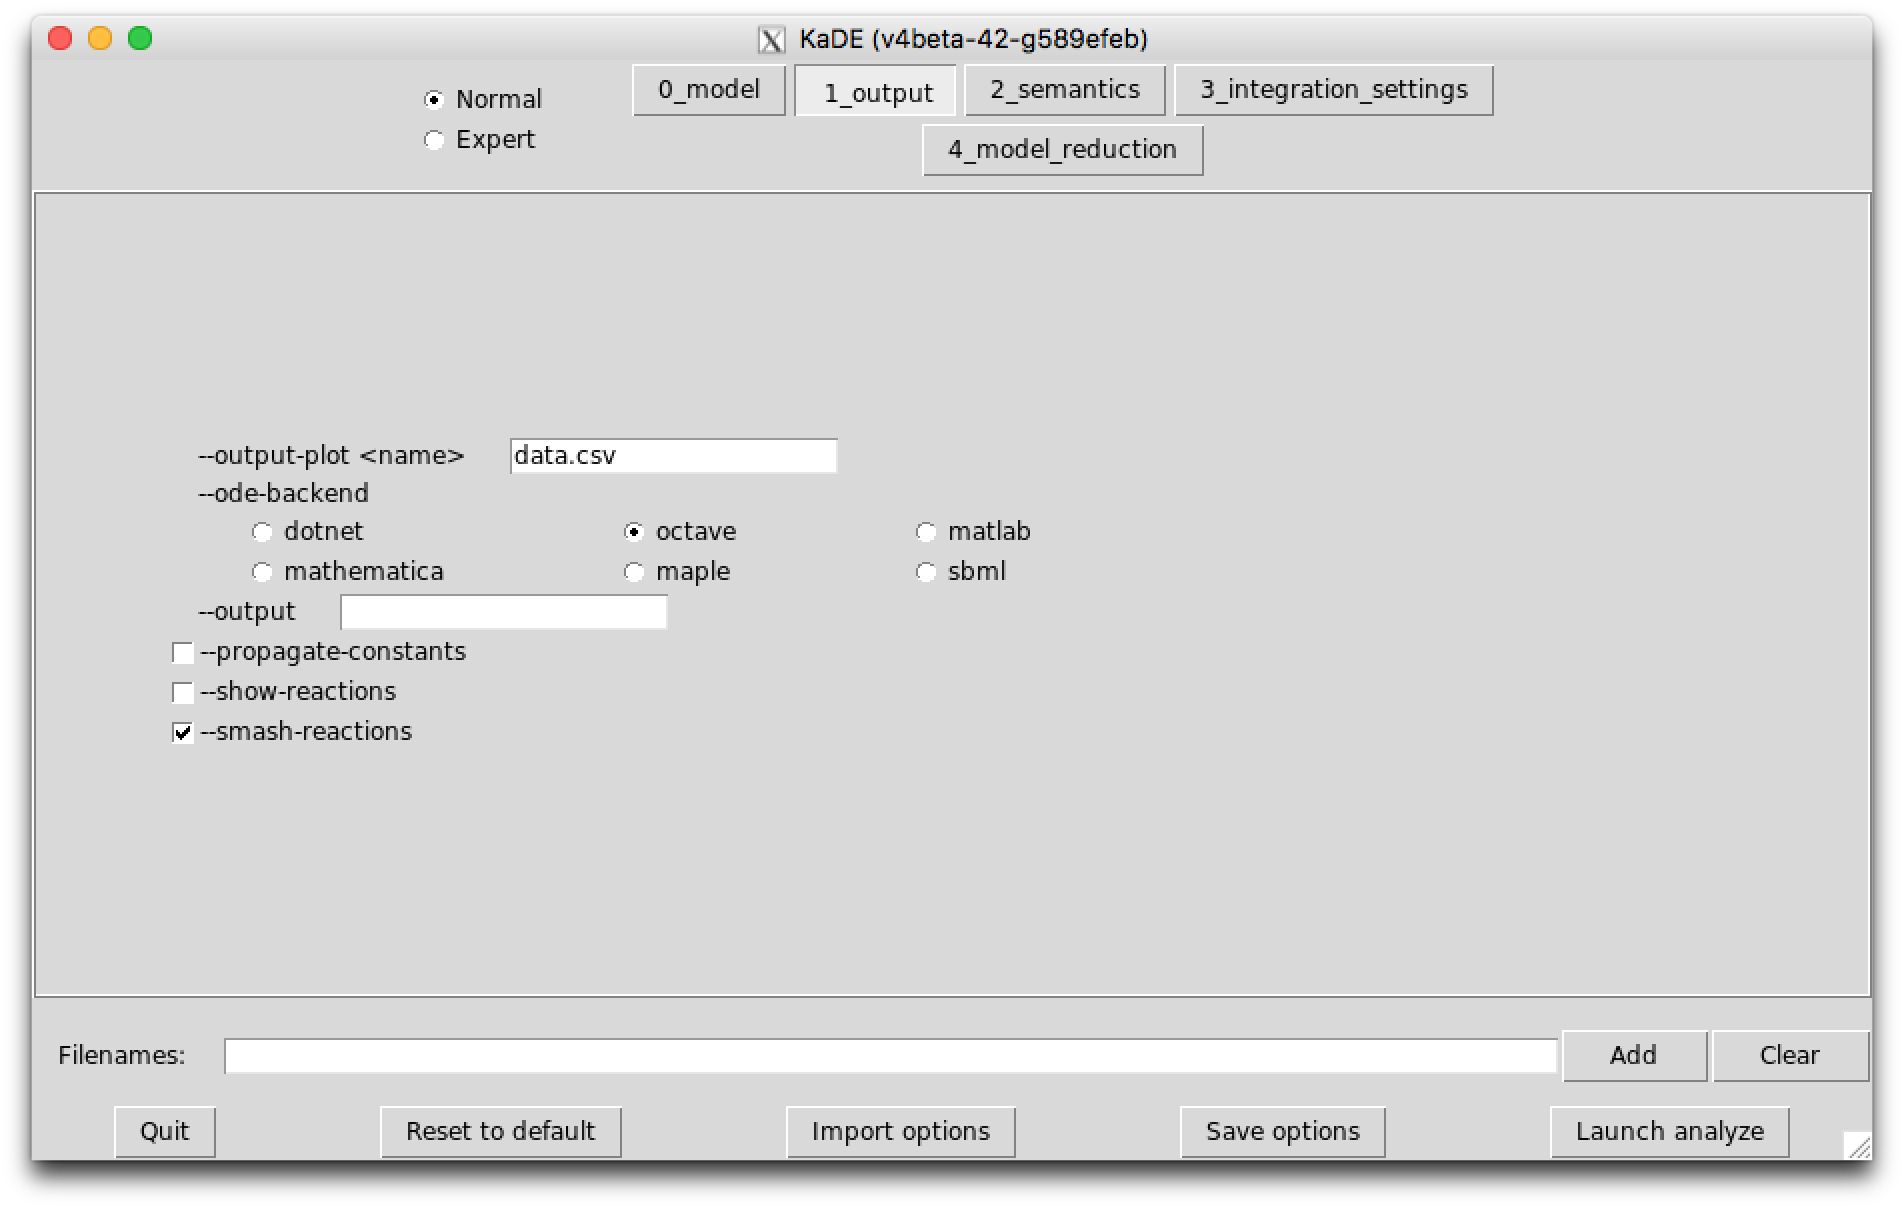 KaDE (v4beta-42-g589efeb)
Normal
Expert
0_model 1_output 2_semantics 3_integration_settings
4_model_reduction
--output-plot <name> data.csv
--ode-backend
dotnet octave matlab
mathematica maple sbml
--output
--propagate-constants
--show-reactions
--smash-reactions
Filenames: Add Clear
Quit Reset to default Import options Save options Launch analyze